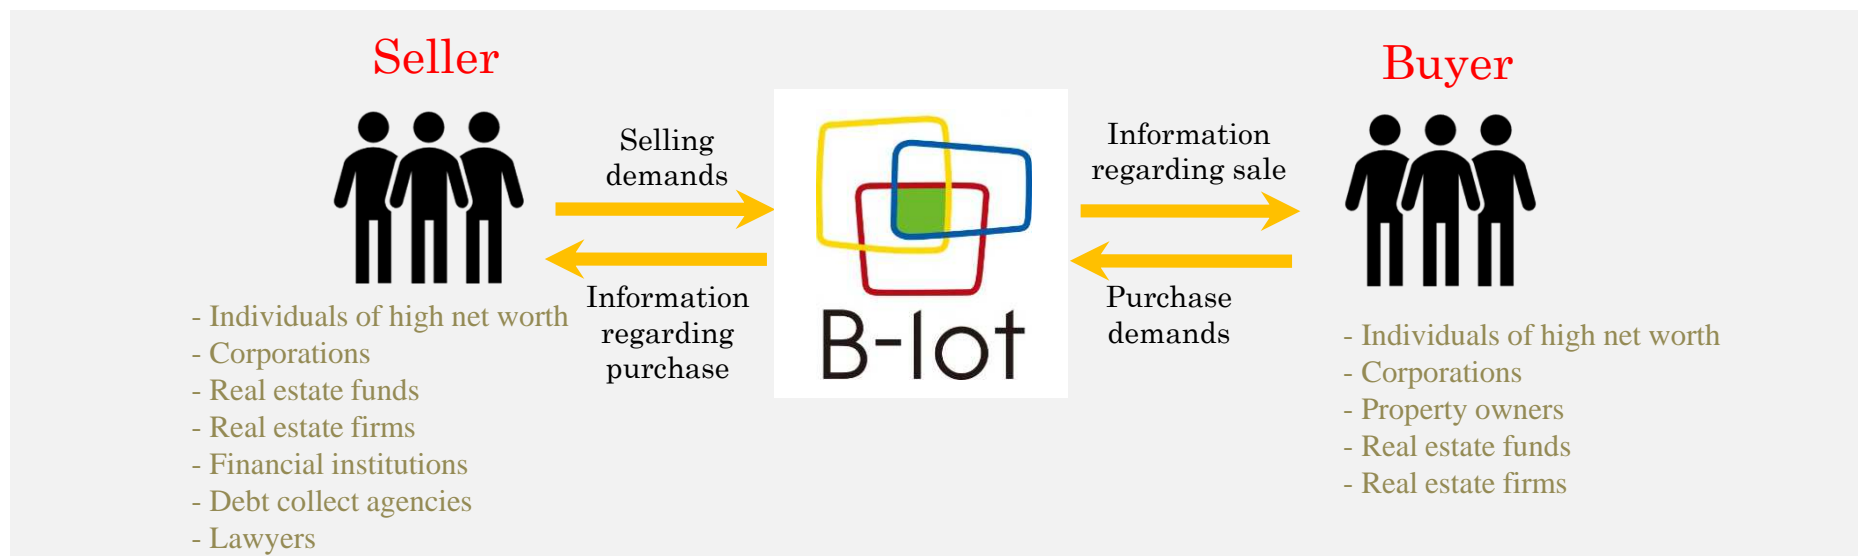 Seller
Selling
demands
Information
regarding
purchase
- Individuals of high net worth
- Corporations
- Real estate funds
- Real estate firms
- Financial institutions
- Debt collect agencies
- Lawyers
B-lot
Information
regarding sale
Purchase
demands
Buyer
- Individuals of high net worth
- Corporations
- Property owners
- Real estate funds
- Real estate firms